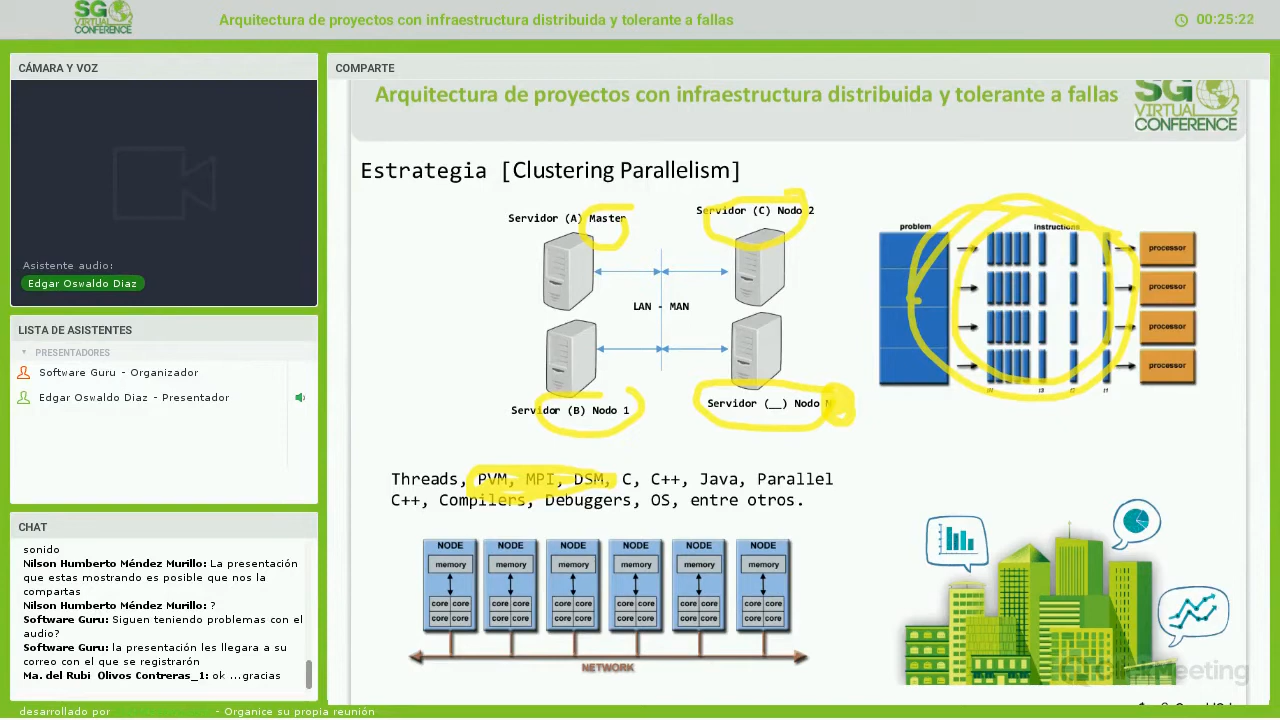 SG
VIRTUAL
CONFERENCE
Arquitectura de proyectos con infraestructura distribuida y tolerante a fallas
00:25:22
CÁMARA Y VOZ
Asistente audio:
Edgar Oswaldo Diaz
LISTA DE ASISTENTES
PRESENTADORES
Software Guru - Organizador
Edgar Oswaldo Diaz - Presentador
CHAT
sonido
Nilson Humberto Méndez Murillo: La presentación
que estas mostrando es posible que nos la
compartas
Nilson Humberto Méndez Murillo: ?
Software Guru: Siguen teniendo problemas con el
audio?
Software Guru: la presentación les llegara a su
correo con el que se registrarón
Ma. del Rubi Olivos Contreras_1: ok ...gracias
COMPARTE
Arquitectura de proyectos con infraestructura distribuida y tolerante a fallas
SG
VIRTUAL
CONFERENCE
Estrategia [Clustering Parallelism]
Servidor (A) Master
Servidor (C) Nodo 2
LAN - MAN
Servidor (B) Nodo 1
Servidor (__) Nodo N
problem
instructions
processor
processor
processor
processor
Threads, PVM, MPI, DSM, C, C++, Java, Parallel
C++, Compilers, Debuggers, OS, entre otros.
NODE NODE NODE NODE NODE NODE
memory memory memory memory memory memory
core core core core core core core core core core core core
core core core core core core core core core core core core
NETWORK
desarrollado por
- Organice su propia reunión